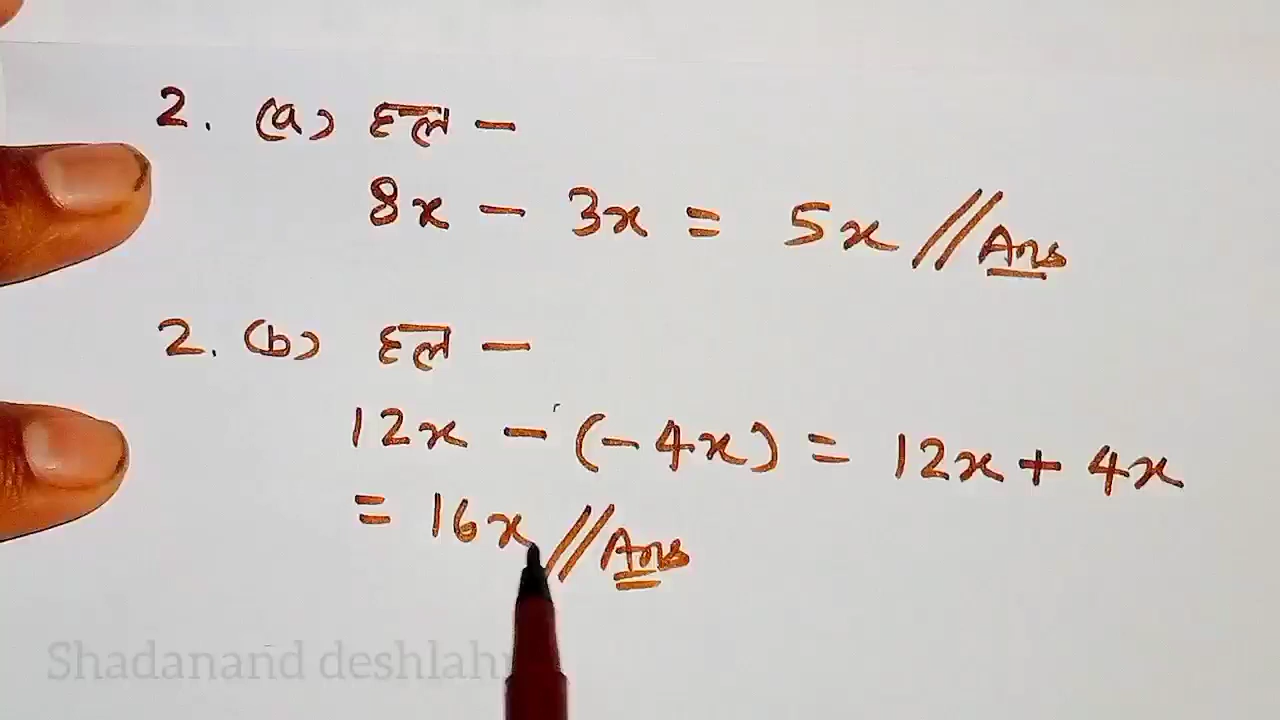 2. (a) हल -
8x - 3x = 5x // Ans
2. (b) हल -
12x - (-4x) = 12x + 4x
= 16x // Ans
Shadanand deshlah